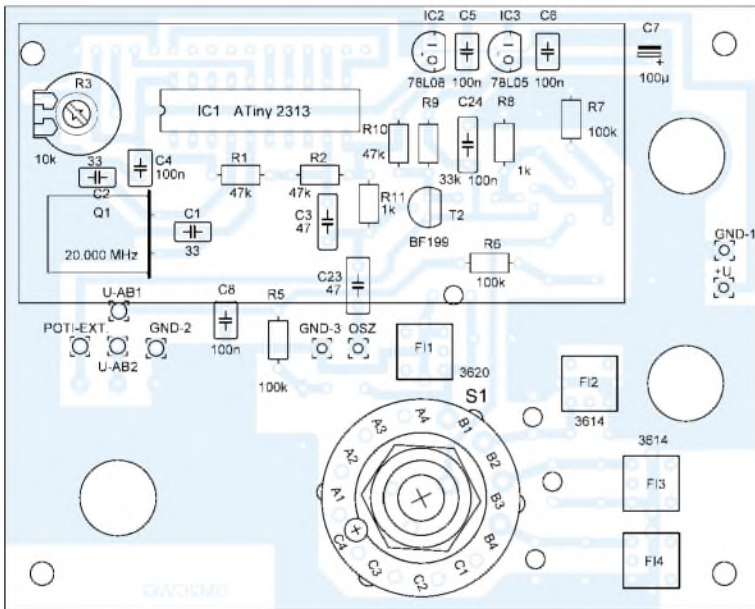 IC2 C5 IC3 C6
C7
R3
+
78L08 100n 78L05 100n
100µ
IC1 ATiny 2313
R9 C24 R8
R7
R10
100k
10k
33 C4 R1 R2 47k
100n
33k 100n 1k
C2
47k 47k
R11
1k
Q1
C1
C3
47
T2
BF199
GND-1
R6
20.000 MHz
33
C23
47
100k
+U
U-AB1
C8 R5
POTI-EXT. GND-2
GND-3 OSZ
100n
FI1
U-AB2
100k
3620
FI2
S1
3614
3614
A1 A2 A3 A4 B1 B2 B3 B4 C1 C2 C3 C4
FI3
FI4
DM2CMG